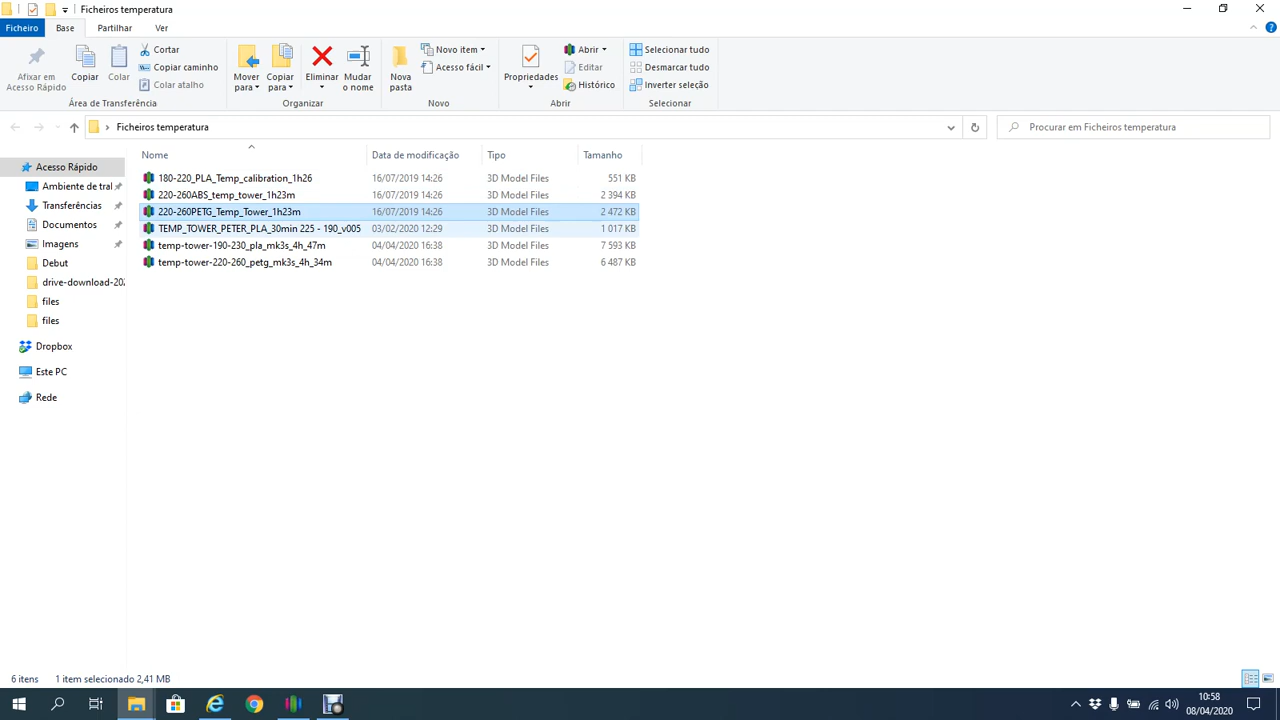 Ficheiros temperatura
Ficheiro Base Partilhar Ver
Afixar em Acesso Rápido
Copiar
Colar
Cortar
Copiar caminho
Colar atalho
Área de Transferência
Mover para
Copiar para
Eliminar
Mudar o nome
Organizar
Nova pasta
Novo item
Acesso fácil
Novo
Propriedades
Abrir
Editar
Histórico
Abrir
Selecionar tudo
Desmarcar tudo
Inverter seleção
Selecionar
Ficheiros temperatura
Procurar em Ficheiros temperatura
Nome Data de modificação Tipo Tamanho
180-220_PLA_Temp_calibration_1h26 16/07/2019 14:26 3D Model Files 551 KB
220-260ABS_temp_tower_1h23m 16/07/2019 14:26 3D Model Files 2 394 KB
220-260PETG_Temp_Tower_1h23m 16/07/2019 14:26 3D Model Files 2 472 KB
TEMP_TOWER_PETER_PLA_30min 225 - 190_v005 03/02/2020 12:29 3D Model Files 1 017 KB
temp-tower-190-230_pla_mk3s_4h_47m 04/04/2020 16:38 3D Model Files 7 593 KB
temp-tower-220-260_petg_mk3s_4h_34m 04/04/2020 16:38 3D Model Files 6 487 KB
Acesso Rápido
Ambiente de tral
Transferências
Documentos
Imagens
Debut
drive-download-202
files
files
Dropbox
Este PC
Rede
6 itens 1 item selecionado 2,41 MB
10:58
08/04/2020